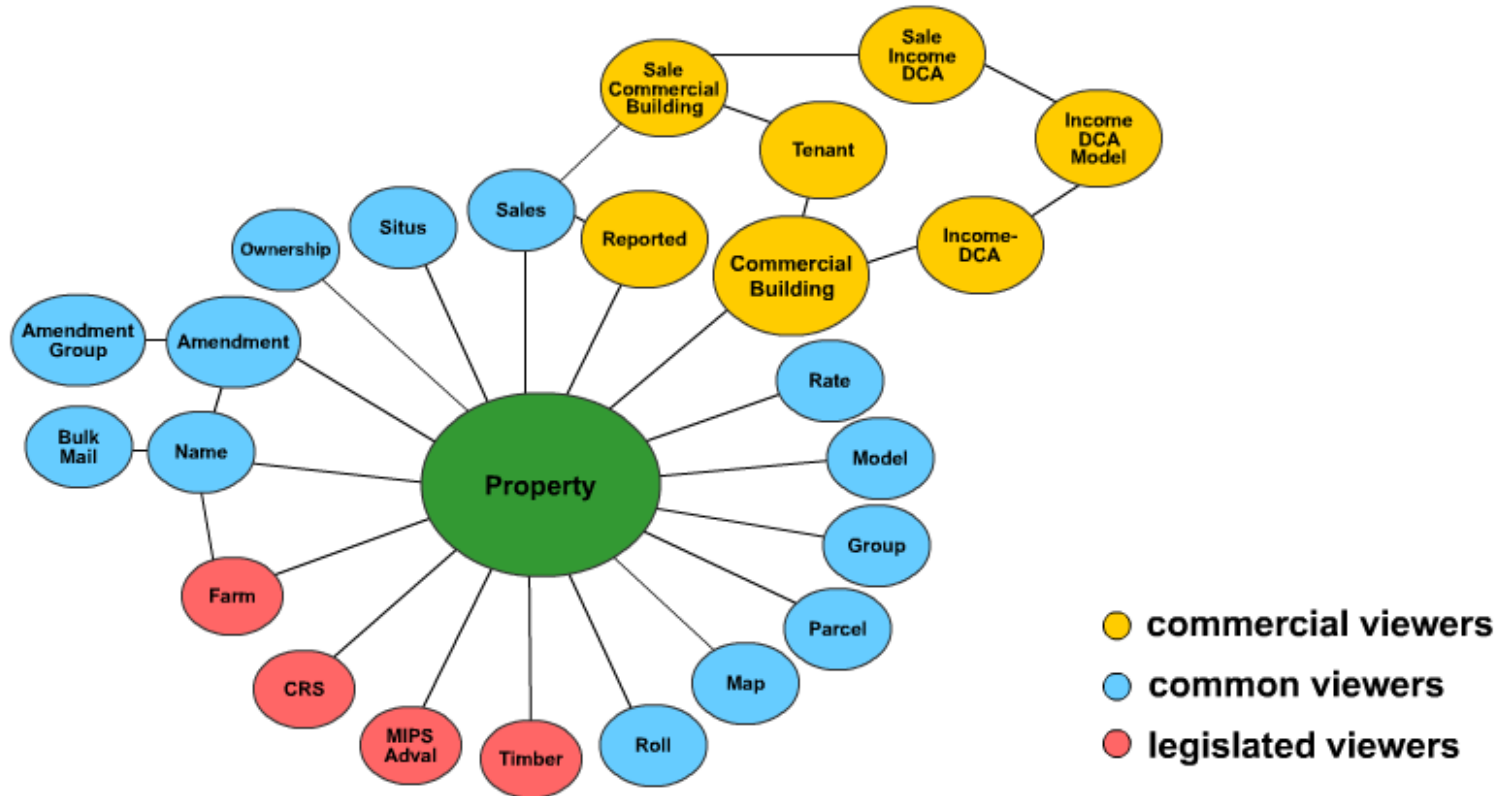 Sale
Income
DCA
Sale
Commercial
Building
Income
DCA
Model
Tenant
Sales
Situs
Reported
Ownership
Income-
DCA
Commercial
Building
Amendment
Group
Amendment
Rate
Bulk
Mail
Name
Model
Property
Group
Farm
Parcel
CRS
Map
MIPS
Adval
Timber
Roll
commercial viewers
common viewers
legislated viewers